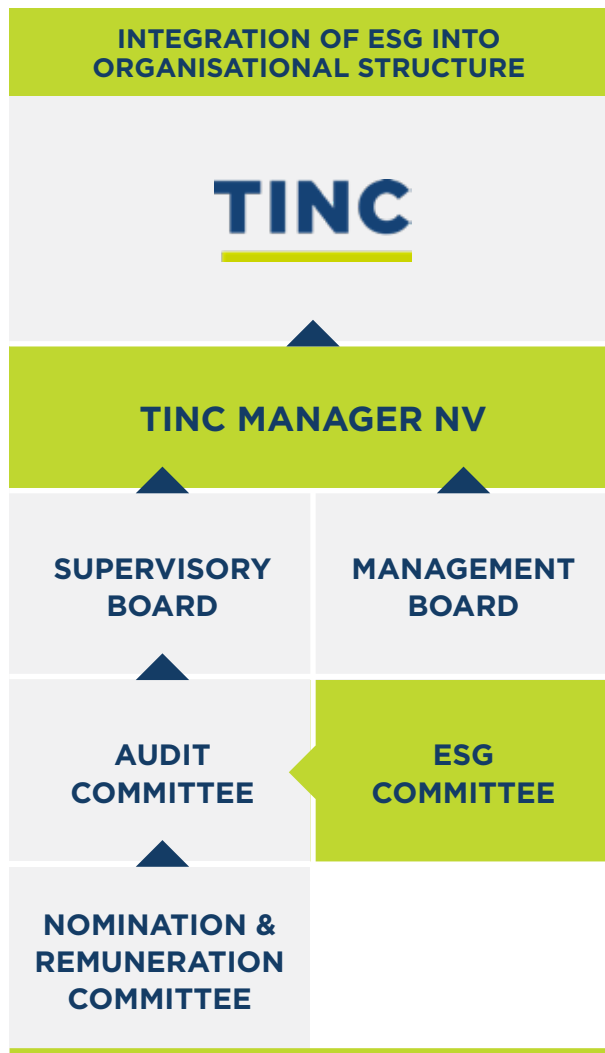 INTEGRATION OF ESG INTO
ORGANISATIONAL STRUCTURE
TINC
TINC MANAGER NV
SUPERVISORY
BOARD
MANAGEMENT
BOARD
AUDIT
COMMITTEE
ESG
COMMITTEE
NOMINATION &
REMUNERATION
COMMITTEE